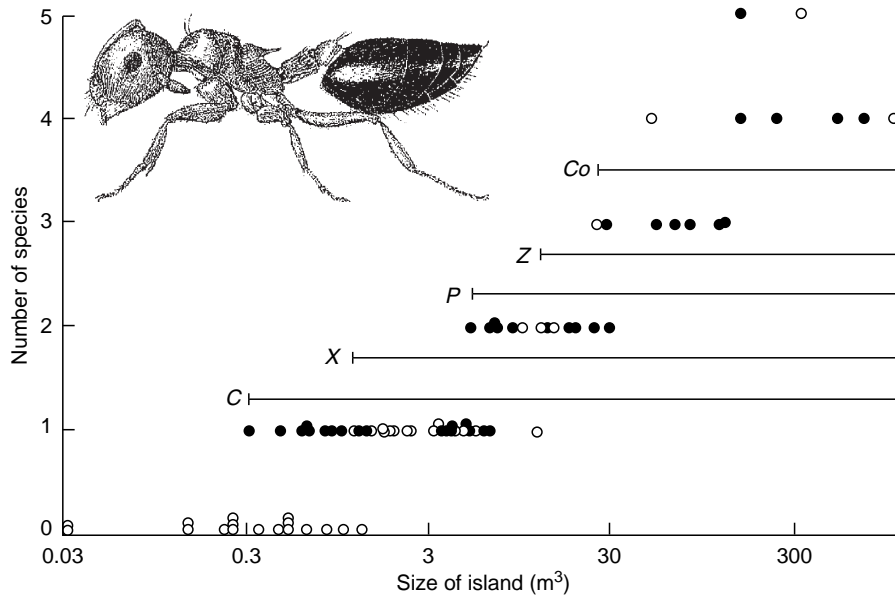 5
4
Co
3
Z
P
2
X
C
1
0
0.03
0.3
3
30
300
Number of species
Size of island (m³)